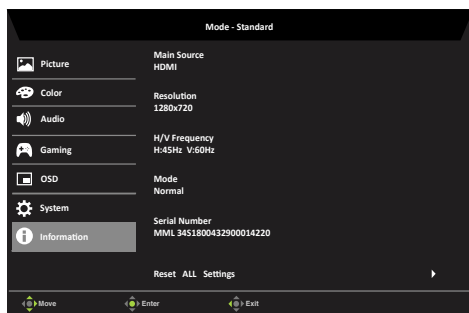 Mode - Standard
Picture
Color
Audio
Gaming
OSD
System
Information
Main Source
HDMI
Resolution
1280x720
H/V Frequency
H:45Hz V:60Hz
Mode
Normal
Serial Number
MML 34S1800432900014220
Reset ALL Settings
Move
Enter
Exit